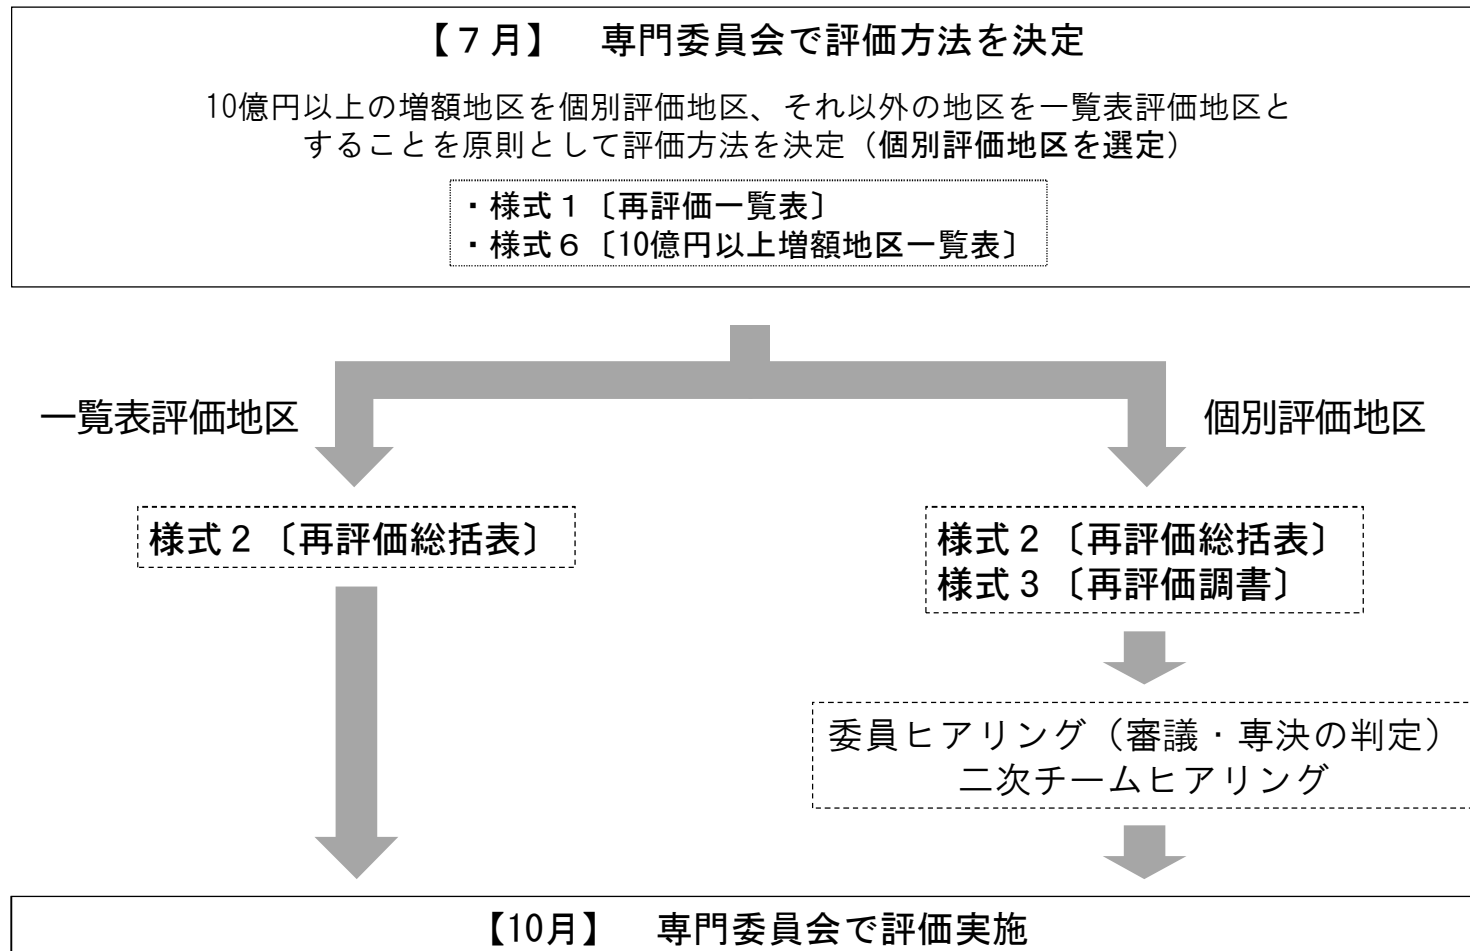 【７月】　専門委員会で評価方法を決定
10億円以上の増額地区を個別評価地区、それ以外の地区を一覧表評価地区と
することを原則として評価方法を決定（個別評価地区を選定）
・様式１〔再評価一覧表〕
・様式６〔10億円以上増額地区一覧表〕
一覧表評価地区
個別評価地区
様式２〔再評価総括表〕
様式２〔再評価総括表〕
様式３〔再評価調書〕
委員ヒアリング（審議・専決の判定）
二次チームヒアリング
【10月】　専門委員会で評価実施